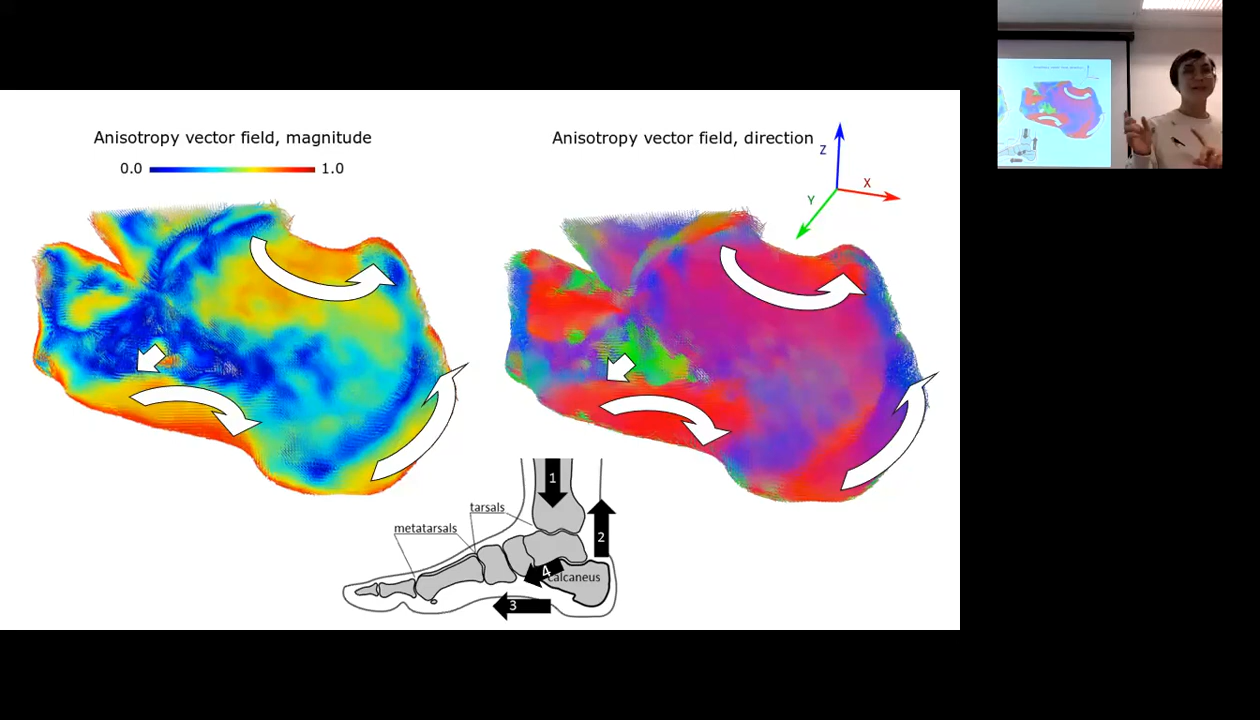 Anisotropy vector field, magnitude
0.0 1.0
Anisotropy vector field, direction
Z
X
Y
1
tarsals
metatarsals
2
4
calcaneus
3